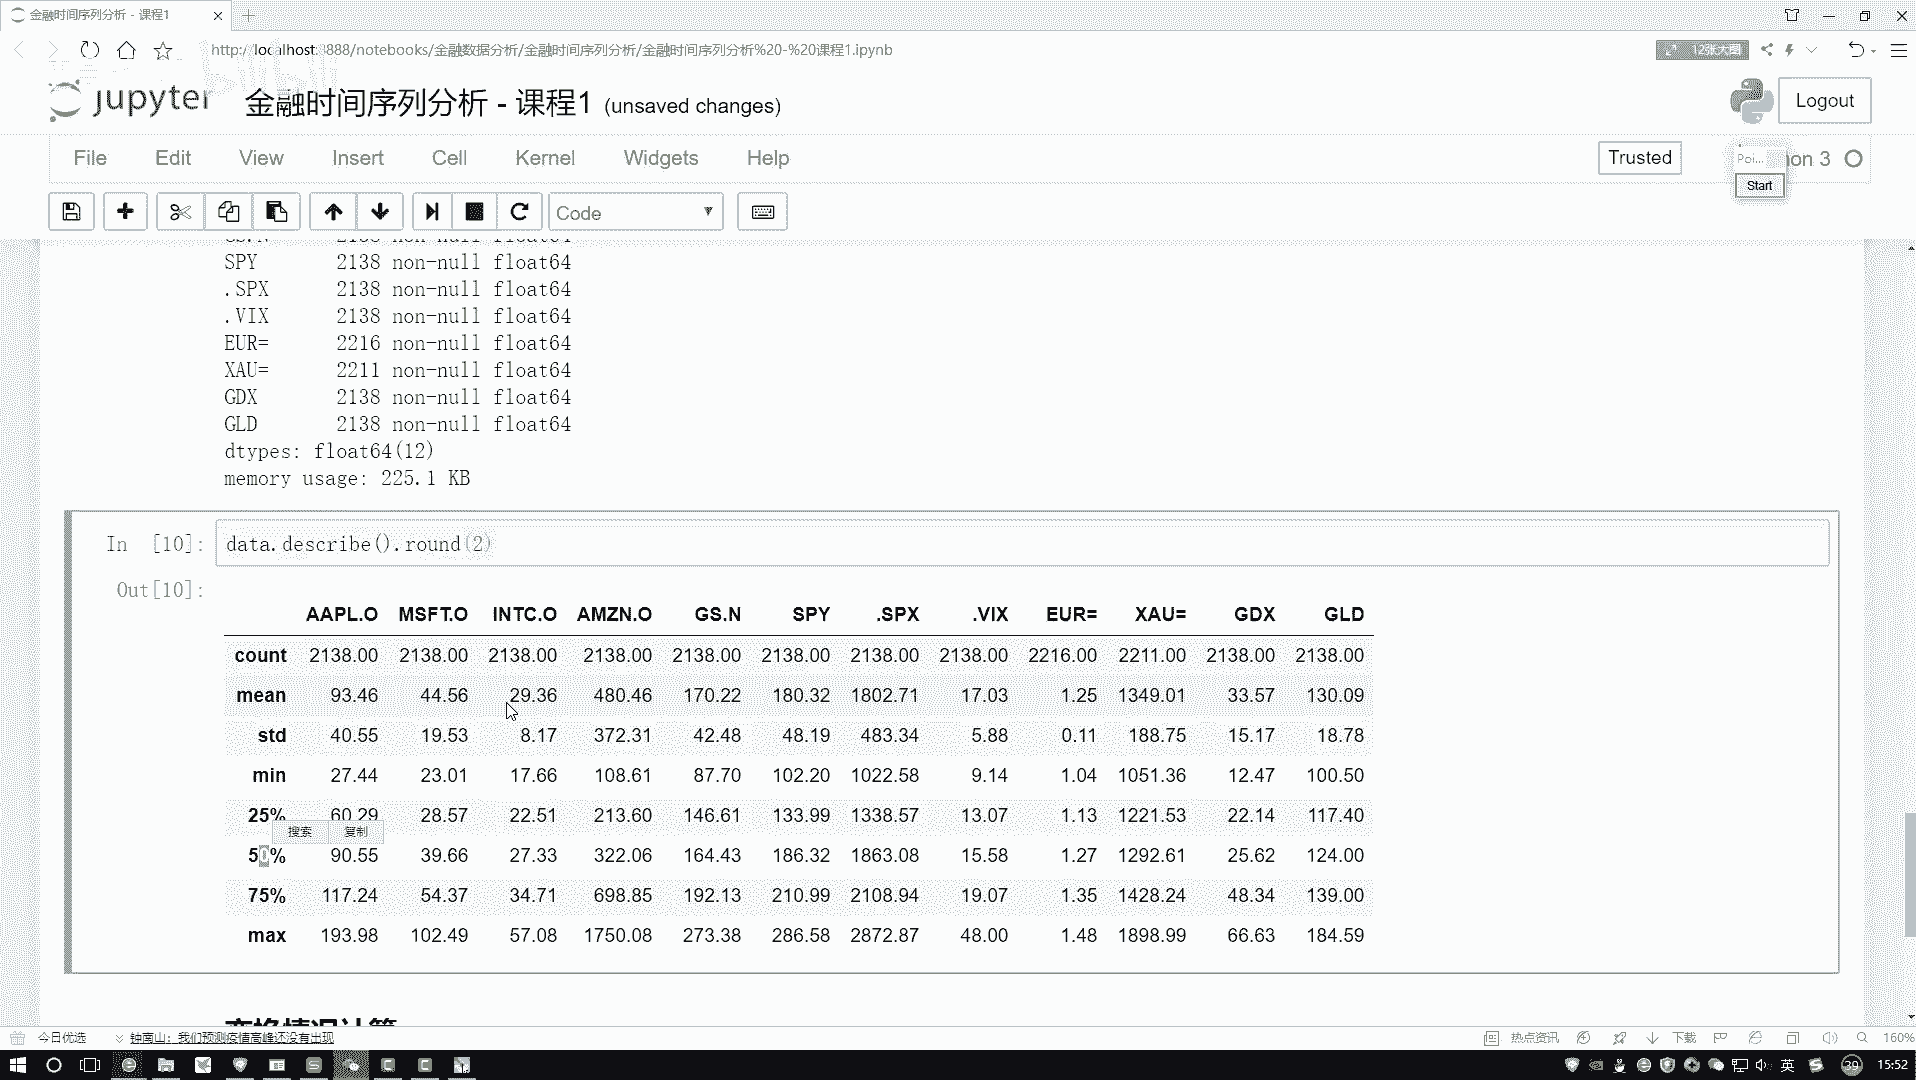 金融时间序列分析 - 课程1
http://localhost:8888/notebooks/金融数据分析/金融时间序列分析/金融时间序列分析%20-%20课程1.ipynb
12张大图
jupyter 金融时间序列分析 - 课程1 (unsaved changes)
Logout
File Edit View Insert Cell Kernel Widgets Help
Trusted
Poi...
on 3
Start
Code
SPY 2138 non-null float64
.SPX 2138 non-null float64
.VIX 2138 non-null float64
EUR= 2216 non-null float64
XAU= 2211 non-null float64
GDX 2138 non-null float64
GLD 2138 non-null float64
dtypes: float64(12)
memory usage: 225.1 KB
In [10]: data.describe().round(2)
Out[10]:
AAPL.O MSFT.O INTC.O AMZN.O GS.N SPY .SPX .VIX EUR= XAU= GDX GLD
count 2138.00 2138.00 2138.00 2138.00 2138.00 2138.00 2138.00 2138.00 2216.00 2211.00 2138.00 2138.00
mean 93.46 44.56 29.36 480.46 170.22 180.32 1802.71 17.03 1.25 1349.01 33.57 130.09
std 40.55 19.53 8.17 372.31 42.48 48.19 483.34 5.88 0.11 188.75 15.17 18.78
min 27.44 23.01 17.66 108.61 87.70 102.20 1022.58 9.14 1.04 1051.36 12.47 100.50
25% 60.29 28.57 22.51 213.60 146.61 133.99 1338.57 13.07 1.13 1221.53 22.14 117.40
搜索 复制
50% 90.55 39.66 27.33 322.06 164.43 186.32 1863.08 15.58 1.27 1292.61 25.62 124.00
75% 117.24 54.37 34.71 698.85 192.13 210.99 2108.94 19.07 1.35 1428.24 48.34 139.00
max 193.98 102.49 57.08 1750.08 273.38 286.58 2872.87 48.00 1.48 1898.99 66.63 184.59
今日优选 钟南山：我们预测疫情高峰还没有出现
热点资讯 下载 160%
英 39 15:52